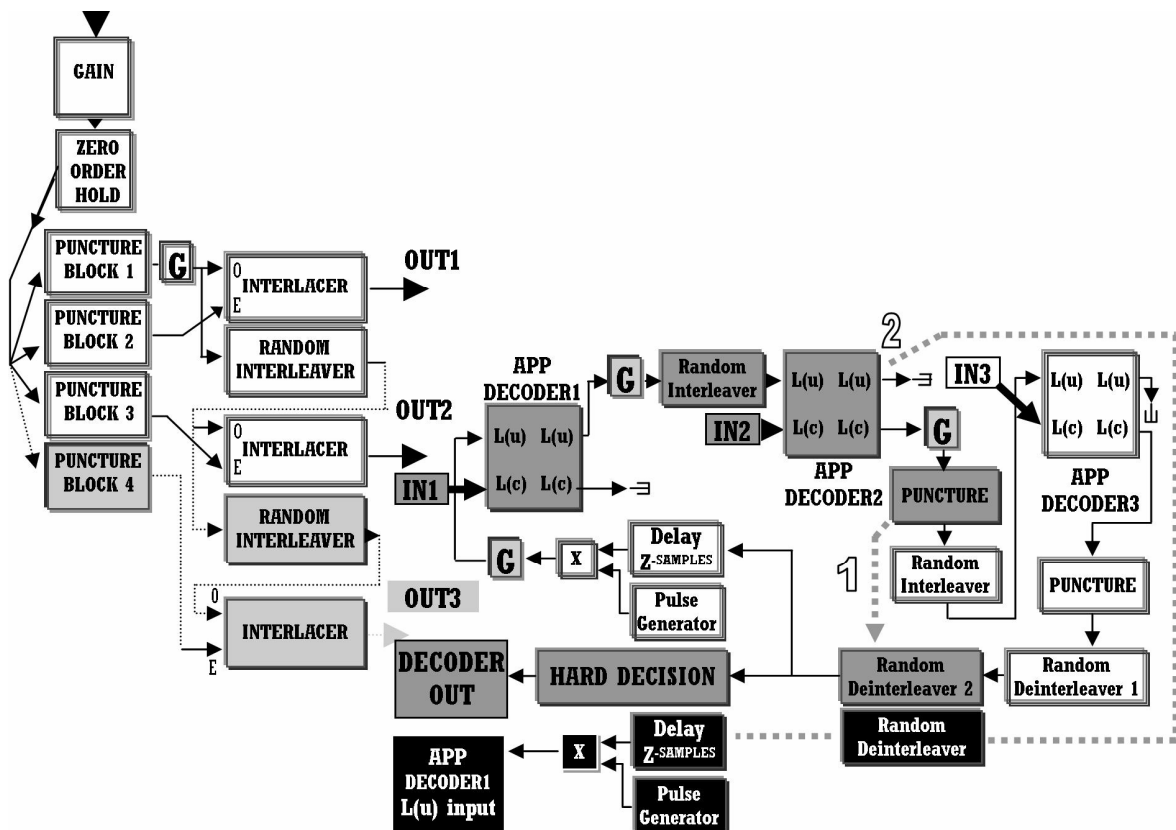 GAIN
ZERO
ORDER
HOLD
PUNCTURE
BLOCK 1
G
PUNCTURE
BLOCK 2
PUNCTURE
BLOCK 3
PUNCTURE
BLOCK 4
O
INTERLACER
E
OUT1
RANDOM
INTERLEAVER
OUT2
O
INTERLACER
E
RANDOM
INTERLEAVER
OUT3
O
INTERLACER
E
APP
DECODER1
L(u) L(u)
L(c) L(c)
IN1
G
Random
Interleaver
2
L(u) L(u)
L(c) L(c)
IN2
APP
DECODER2
G
PUNCTURE
1
Random
Interleaver
IN3
L(u) L(u)
L(c) L(c)
APP
DECODER3
PUNCTURE
Random
Deinterleaver 1
Random
Deinterleaver 2
Random
Deinterleaver
G
X
Delay
Z-SAMPLES
Pulse
Generator
HARD DECISION
DECODER
OUT
Delay
Z-SAMPLES
X
Pulse
Generator
APP
DECODER1
L(u) input